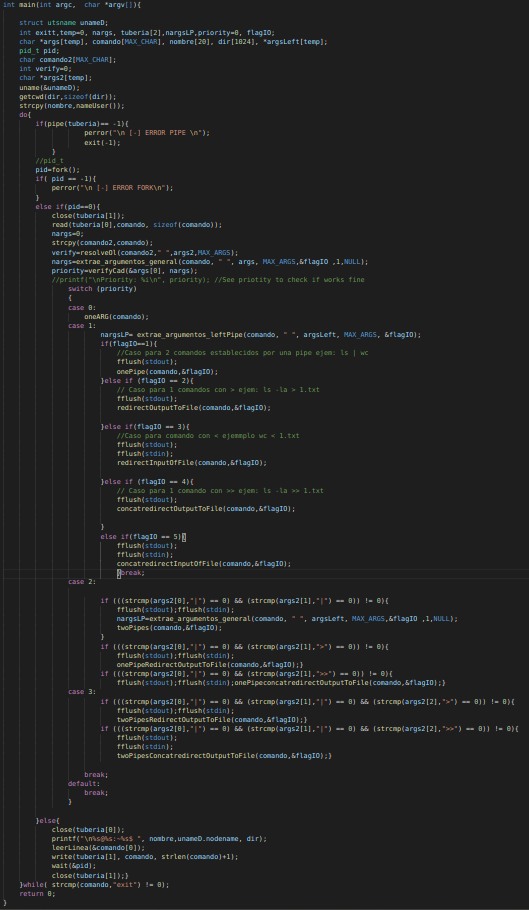 int main(int argc, char *argv[]){
struct utsname unameD;
int exitt,temp=0, nargs, tuberia[2],nargsLP,priority=0, flagIO;
char *args[temp], comando[MAX_CHAR], nombre[20], dir[1024], *argsLeft[temp];
pid_t pid;
char comando2[MAX_CHAR];
int verify=0;
char *args2[temp];
uname(&unameD);
getcwd(dir,sizeof(dir));
strcpy(nombre,nameUser());
do{
if(pipe(tuberia)== -1){
perror("\n [-] ERROR PIPE \n");
exit(-1);
}
//pid_t
pid=fork();
if( pid == -1){
perror("\n [-] ERROR FORK\n");
}
else if(pid==0){
close(tuberia[1]);
read(tuberia[0],comando, sizeof(comando));
nargs=0;
strcpy(comando2,comando);
verify=resolveOl(comando2," ",args2,MAX_ARGS);
nargs=extrae_argumentos_general(comando, " ", args, MAX_ARGS,&flagIO ,1,NULL);
priority=verifyCad(&args[0], nargs);
//printf("\nPriority: %i\n", priority); //See priotity to check if works fine
switch (priority)
{
case 0:
oneARG(comando);
case 1:
nargsLP= extrae_argumentos_leftPipe(comando, " ", argsLeft, MAX_ARGS, &flagIO);
if(flagIO==1){
//Caso para 2 comandos establecidos por una pipe ejem: ls | wc
fflush(stdout);
onePipe(comando,&flagIO);
}else if (flagIO == 2){
// Caso para 1 comandos con > ejem: ls -la > 1.txt
fflush(stdout);
redirectOutputToFile(comando,&flagIO);
}else if(flagIO == 3){
//Caso para comando con < ejemmplo wc < 1.txt
fflush(stdout);
fflush(stdin);
redirectInputOfFile(comando,&flagIO);
}else if (flagIO == 4){
// Caso para 1 comando con >> ejem: ls -la >> 1.txt
fflush(stdout);
concatredirectOutputToFile(comando,&flagIO);
}
else if(flagIO == 5){
fflush(stdout);
fflush(stdin);
concatredirectInputOfFile(comando,&flagIO);
}break;
case 2:
if (((strcmp(args2[0],"|") == 0) && (strcmp(args2[1],"|") == 0)) != 0){
fflush(stdout);fflush(stdin);
nargsLP=extrae_argumentos_general(comando, " ", argsLeft, MAX_ARGS,&flagIO ,1,NULL);
twoPipes(comando,&flagIO);
}
if (((strcmp(args2[0],"|") == 0) && (strcmp(args2[1],">") == 0)) != 0){
fflush(stdout);fflush(stdin);
onePipeRedirectOutputToFile(comando,&flagIO);}
if (((strcmp(args2[0],"|") == 0) && (strcmp(args2[1],">>") == 0)) != 0){
fflush(stdout);fflush(stdin);onePipeconcatredirectOutputToFile(comando,&flagIO);}
case 3:
if (((strcmp(args2[0],"|") == 0) && (strcmp(args2[1],"|") == 0) && (strcmp(args2[2],">") == 0)) != 0){
fflush(stdout);fflush(stdin);
twoPipesRedirectOutputToFile(comando,&flagIO);}
if (((strcmp(args2[0],"|") == 0) && (strcmp(args2[1],"|") == 0) && (strcmp(args2[2],">>") == 0)) != 0){
fflush(stdout);
fflush(stdin);
twoPipesConcatredirectOutputToFile(comando,&flagIO);}
break;
default:
break;
}
}else{
close(tuberia[0]);
printf("\n%s@%s:~%s$ ", nombre,unameD.nodename, dir);
leerLinea(&comando[0]);
write(tuberia[1], comando, strlen(comando)+1);
wait(&pid);
close(tuberia[1]);}
}while( strcmp(comando,"exit") != 0);
return 0;
}